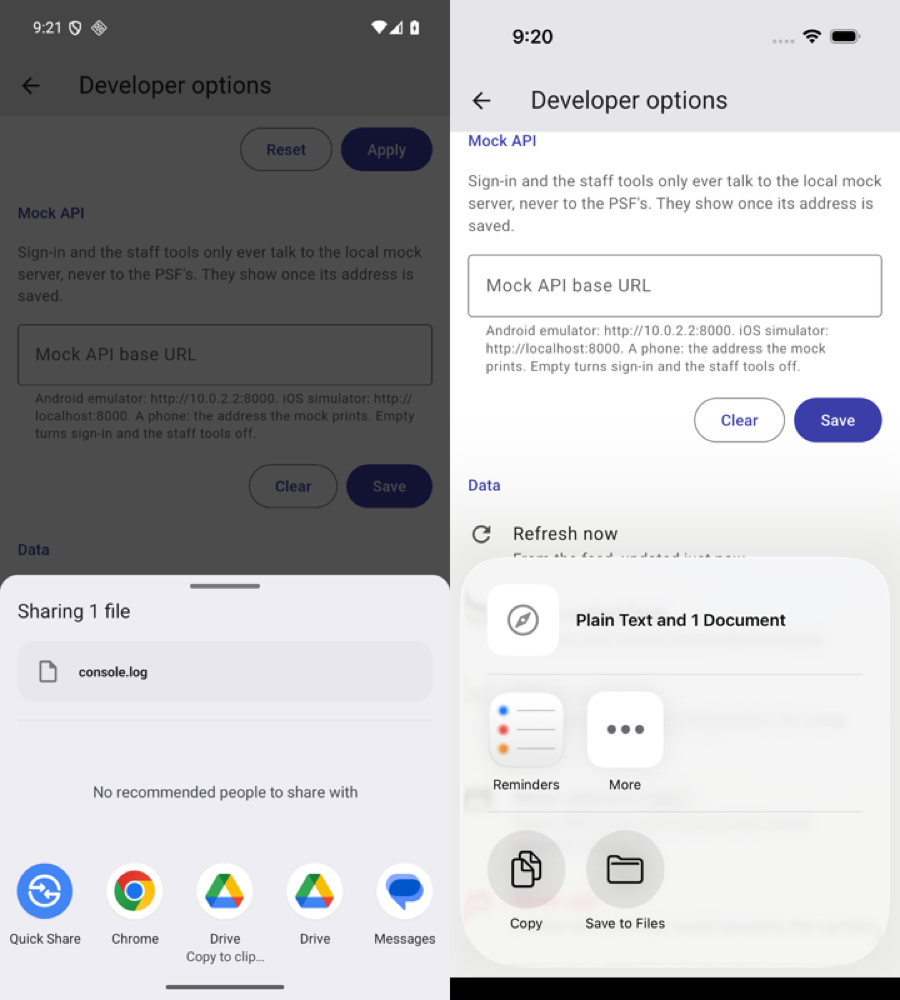 9:21
Developer options
Reset
Apply
Mock API
Sign-in and the staff tools only ever talk to the local mock
server, never to the PSF's. They show once its address is
saved.
Mock API base URL
Android emulator: http://10.0.2.2:8000. iOS simulator: http://
localhost:8000. A phone: the address the mock prints. Empty
turns sign-in and the staff tools off.
Clear
Save
Data
Sharing 1 file
console.log
No recommended people to share with
Quick Share
Chrome
Drive
Copy to clip...
Drive
Messages
9:20
Developer options
Mock API
Sign-in and the staff tools only ever talk to the local mock
server, never to the PSF's. They show once its address is
saved.
Mock API base URL
Android emulator: http://10.0.2.2:8000. iOS simulator:
http://localhost:8000. A phone: the address the mock
prints. Empty turns sign-in and the staff tools off.
Clear
Save
Data
Refresh now
From the feed, updated just now
Plain Text and 1 Document
Reminders
More
Copy
Save to Files